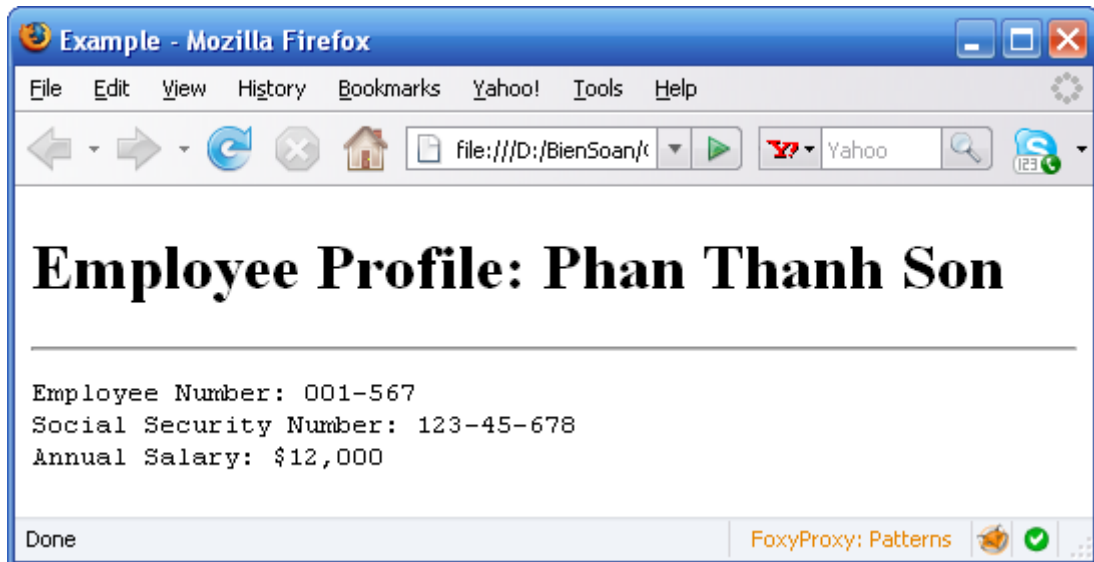 Example - Mozilla Firefox
File Edit View History Bookmarks Yahoo! Tools Help
file:///D:/BienSoan/( Y! Yahoo 123
Employee Profile: Phan Thanh Son
Employee Number: 001-567
Social Security Number: 123-45-678
Annual Salary: $12,000
Done FoxyProxy: Patterns